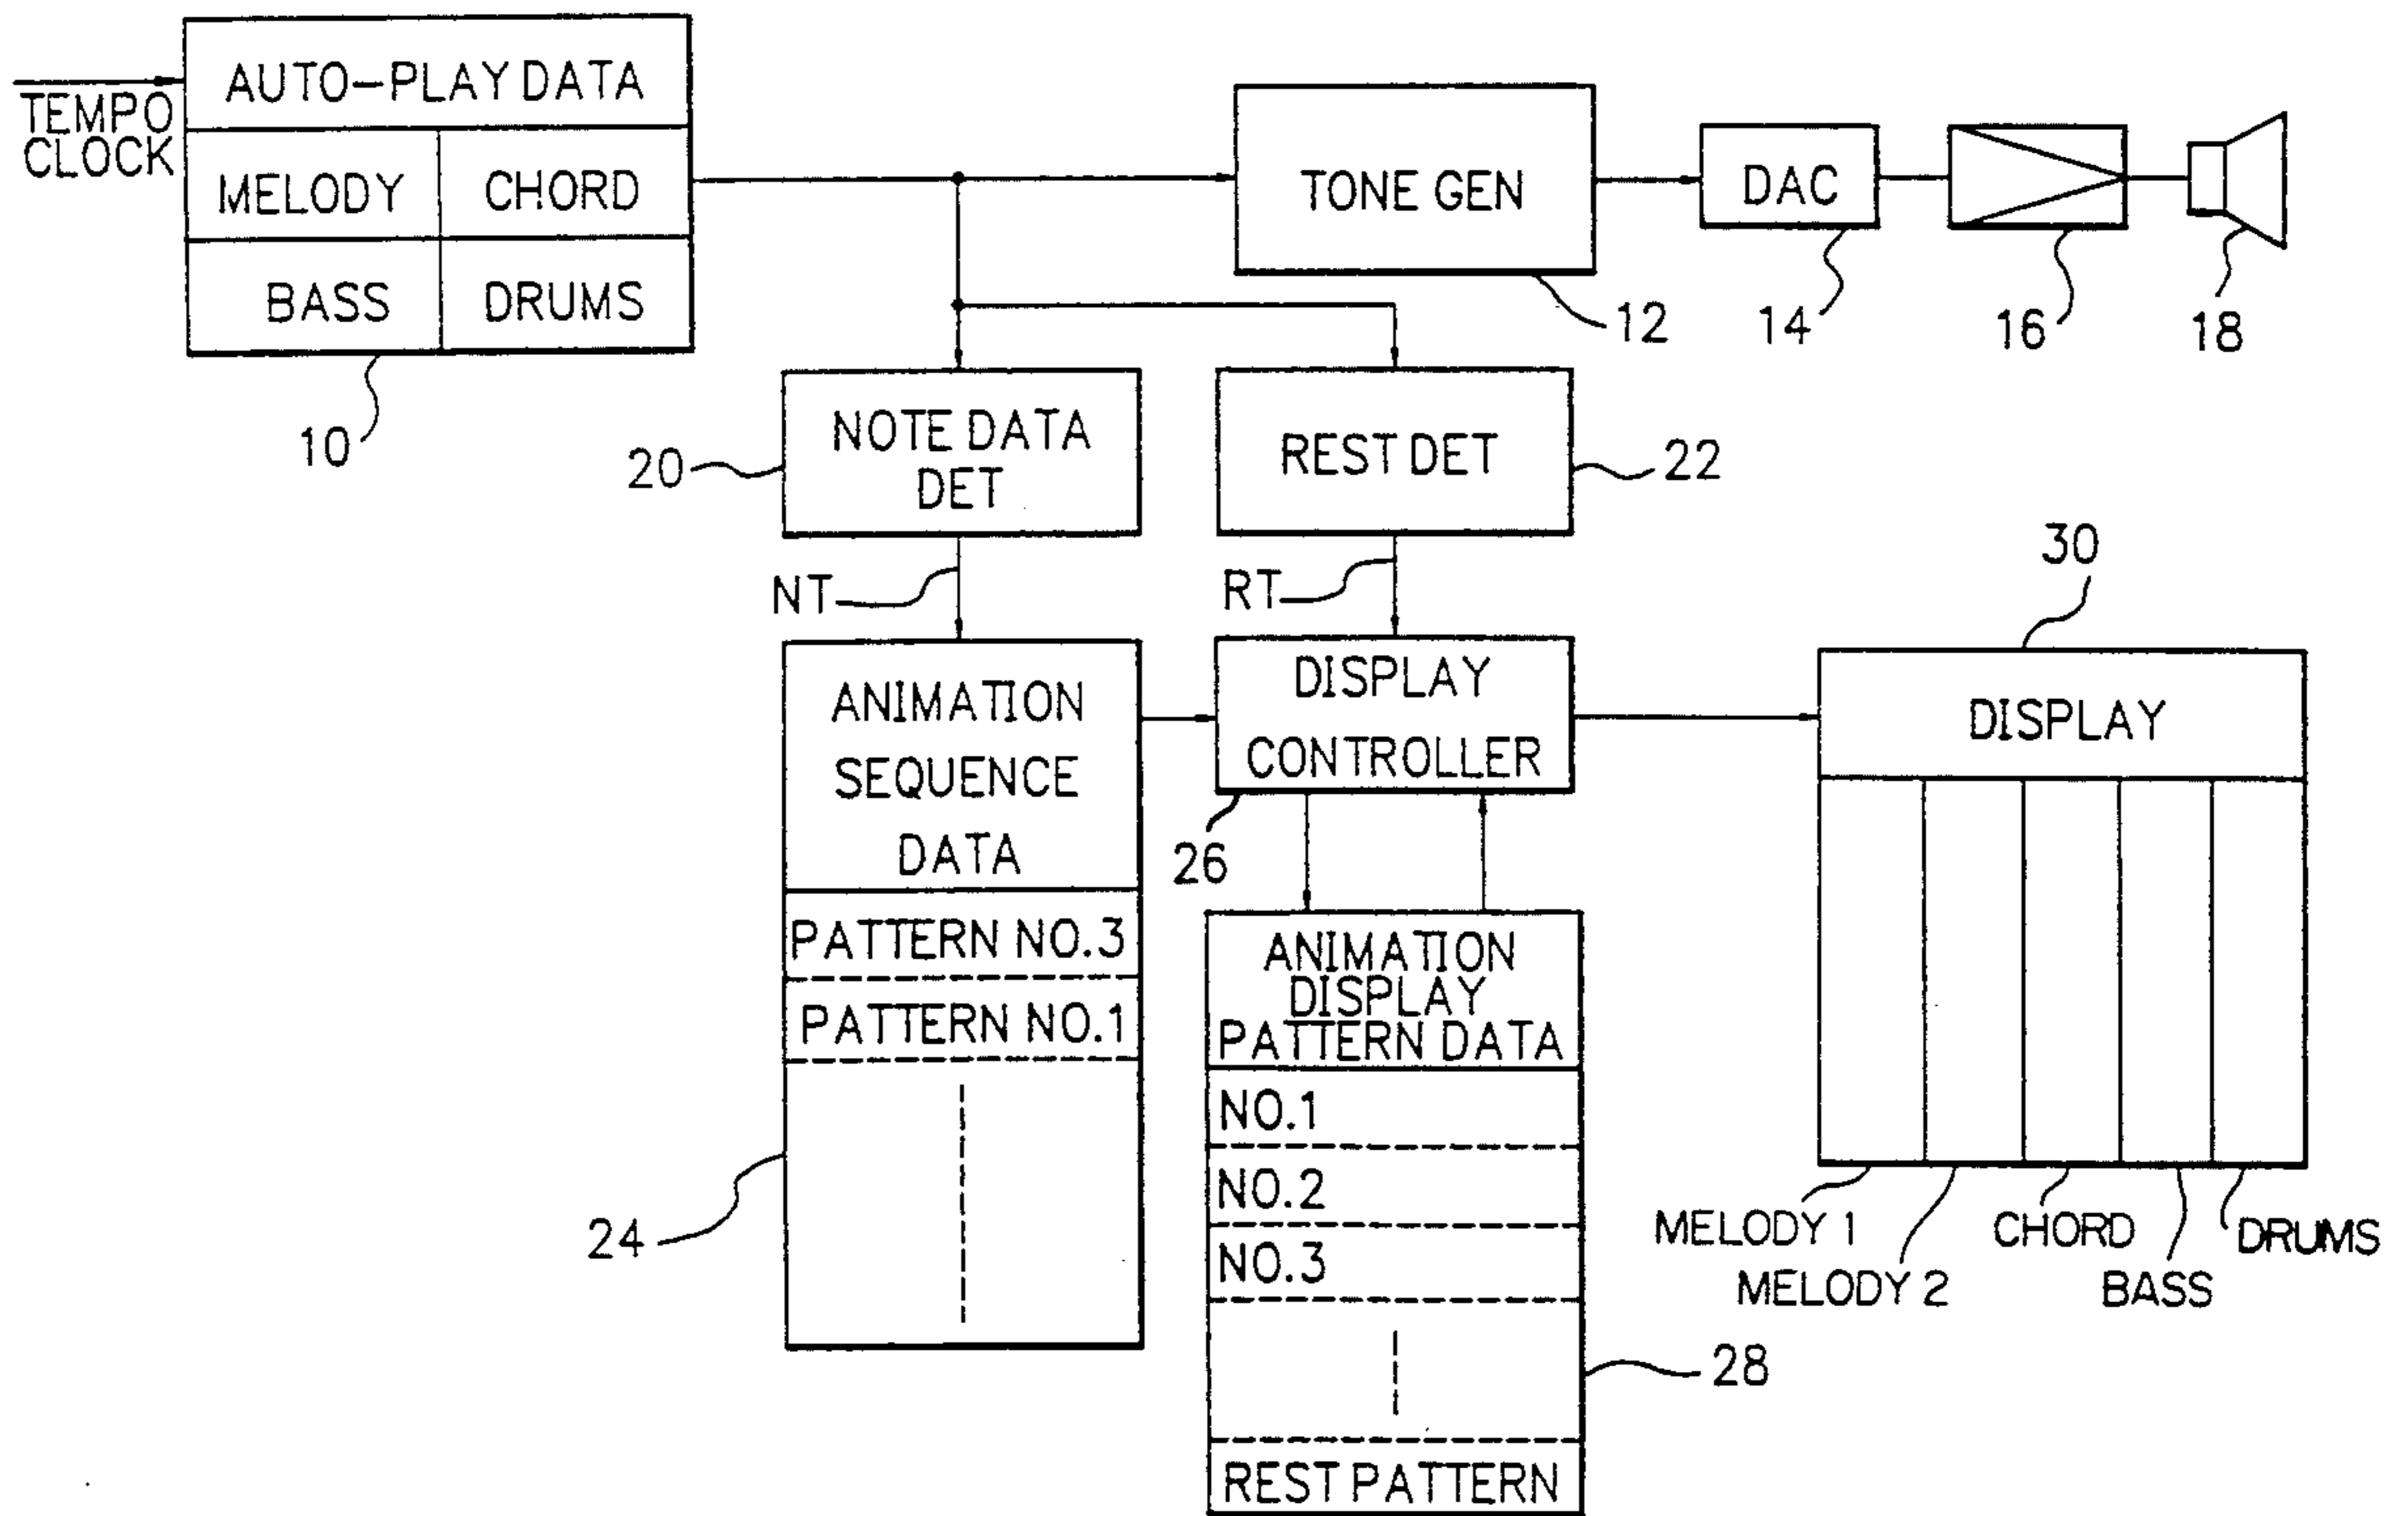 AUTO-PLAY DATA
TEMPO
CLOCK
MELODY
CHORD
BASS
DRUMS
10
TONE GEN
12
DAC
14
16
18
NOTE DATA
DET
20
REST DET
22
NT
RT
ANIMATION
SEQUENCE
DATA
PATTERN NO.3
PATTERN NO.1
24
DISPLAY
CONTROLLER
26
ANIMATION
DISPLAY
PATTERN DATA
NO.1
NO.2
NO.3
REST PATTERN
28
30
DISPLAY
MELODY 1
MELODY 2
CHORD
BASS
DRUMS